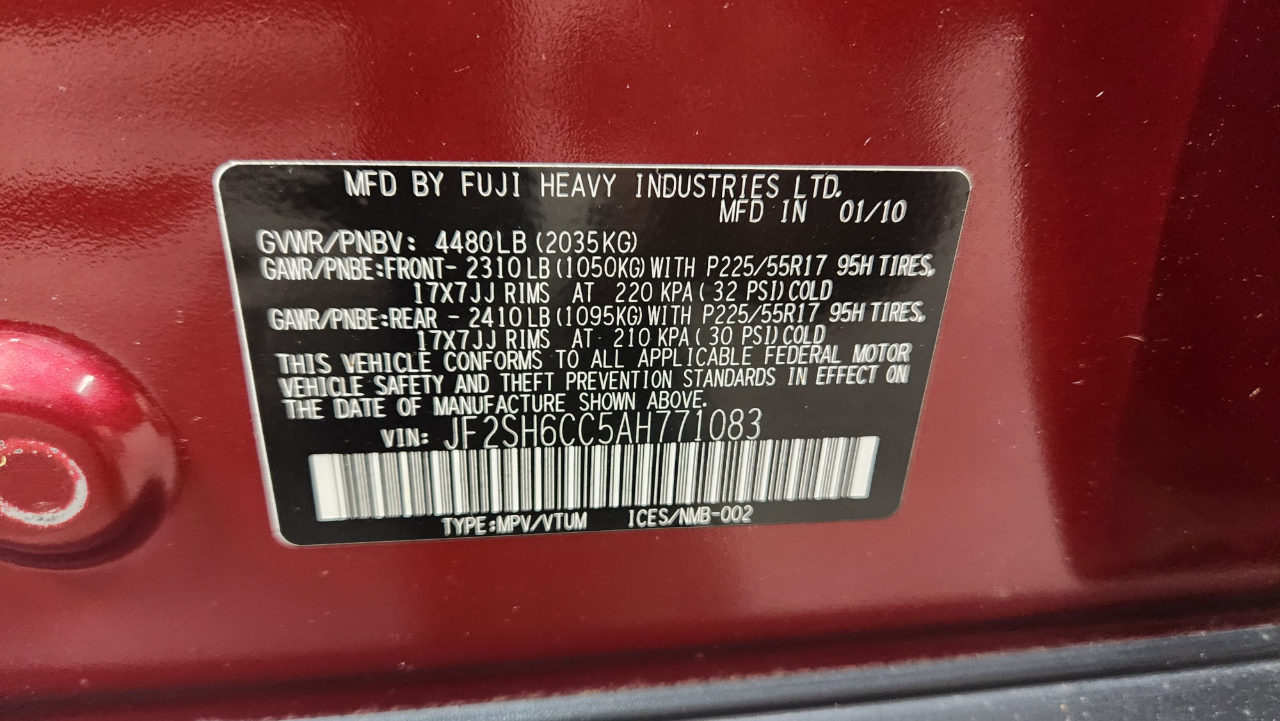 MFD BY FUJI HEAVY INDUSTRIES LTD.
MFD IN 01/10
GVWR/PNBV: 4480LB (2035KG)
GAWR/PNBE:FRONT- 2310LB (1050KG) WITH P225/55R17 95H TIRES,
17X7JJ RIMS AT 220 KPA ( 32 PSI) COLD
GAWR/PNBE:REAR - 2410LB (1095KG) WITH P225/55R17 95H TIRES,
17X7JJ RIMS AT 210 KPA ( 30 PSI) COLD
THIS VEHICLE CONFORMS TO ALL APPLICABLE FEDERAL MOTOR
VEHICLE SAFETY AND THEFT PREVENTION STANDARDS IN EFFECT ON
THE DATE OF MANUFACTURE SHOWN ABOVE.
VIN: JF2SH6CC5AH771083
TYPE:MPV/VTUM ICES/NMB-002